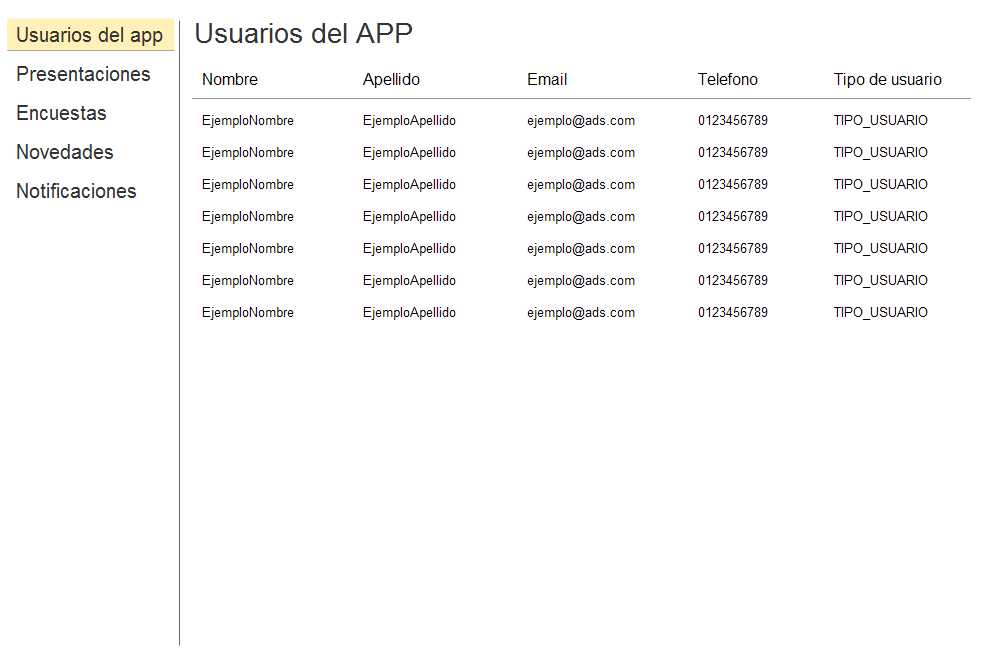 Usuarios del app
Presentaciones
Encuestas
Novedades
Notificaciones
Usuarios del APP
Nombre Apellido Email Telefono Tipo de usuario
EjemploNombre EjemploApellido ejemplo@ads.com 0123456789 TIPO_USUARIO
EjemploNombre EjemploApellido ejemplo@ads.com 0123456789 TIPO_USUARIO
EjemploNombre EjemploApellido ejemplo@ads.com 0123456789 TIPO_USUARIO
EjemploNombre EjemploApellido ejemplo@ads.com 0123456789 TIPO_USUARIO
EjemploNombre EjemploApellido ejemplo@ads.com 0123456789 TIPO_USUARIO
EjemploNombre EjemploApellido ejemplo@ads.com 0123456789 TIPO_USUARIO
EjemploNombre EjemploApellido ejemplo@ads.com 0123456789 TIPO_USUARIO